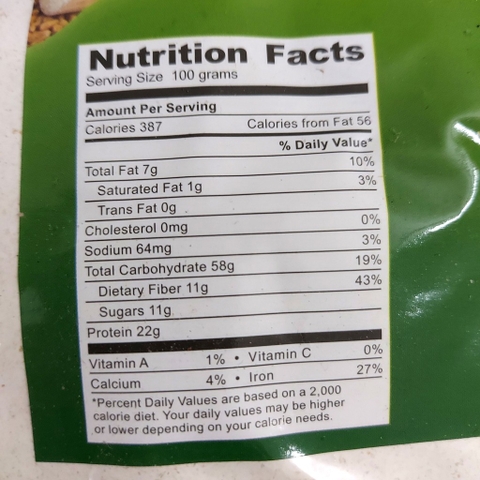 Nutrition Facts
Serving Size 100 grams
Amount Per Serving
Calories 387 Calories from Fat 56
% Daily Value*
Total Fat 7g 10%
Saturated Fat 1g 3%
Trans Fat 0g
Cholesterol 0mg 0%
Sodium 64mg 3%
Total Carbohydrate 58g 19%
Dietary Fiber 11g 43%
Sugars 11g
Protein 22g
Vitamin A 1% • Vitamin C 0%
Calcium 4% • Iron 27%
*Percent Daily Values are based on a 2,000
calorie diet. Your daily values may be higher
or lower depending on your calorie needs.